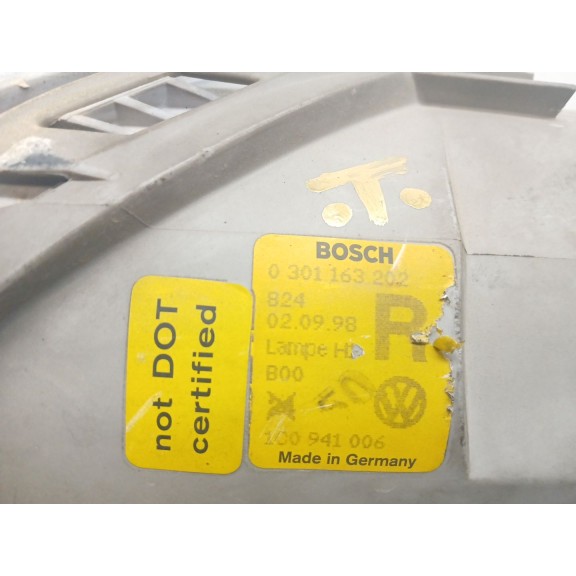 .T.
BOSCH
0 301 163 202
824
02.09.98
R
Lampe
B00
50
1C0 941 006
Made in Germany
not DOT
certified